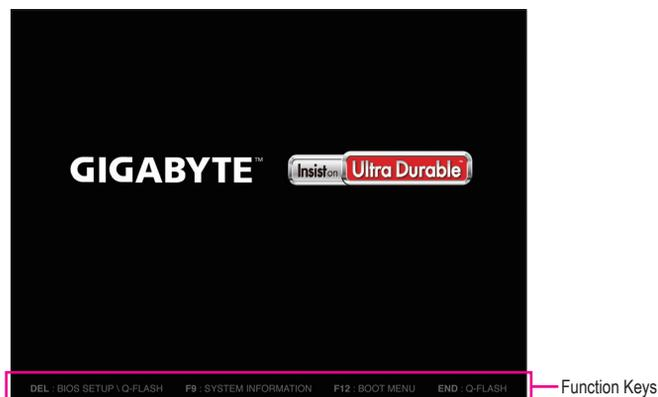 GIGABYTE™
Insist on Ultra Durable™
DEL : BIOS SETUP \ Q-FLASH F9 : SYSTEM INFORMATION F12 : BOOT MENU END : Q-FLASH
Function Keys